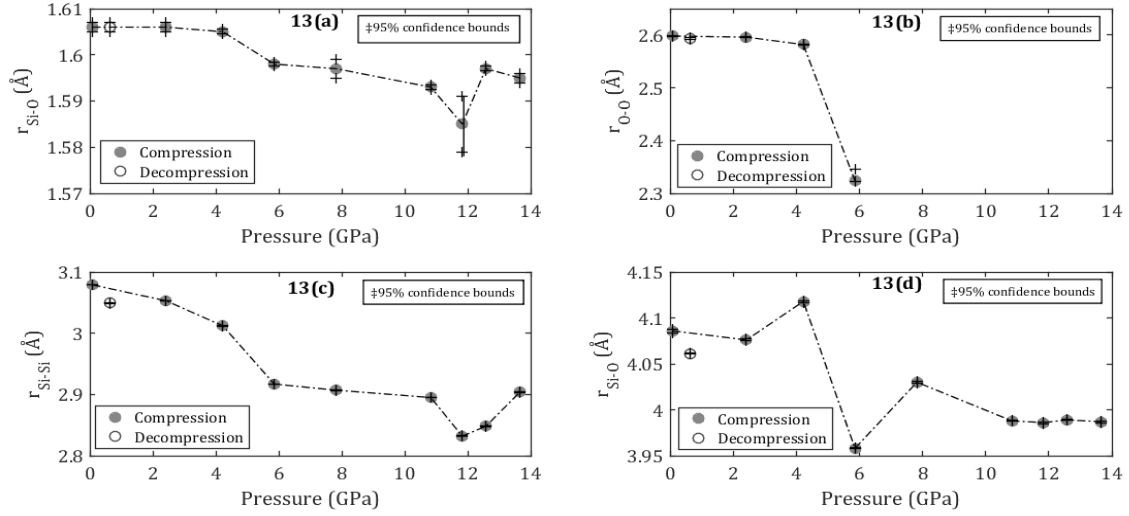 13(a)
‡95% confidence bounds
1.61
1.6
1.59
1.58
1.57
r Si-O (Å)
Compression
Decompression
0 2 4 6 8 10 12 14
Pressure (GPa)
13(b)
‡95% confidence bounds
2.6
2.5
2.4
2.3
r O-O (Å)
Compression
Decompression
0 2 4 6 8 10 12 14
Pressure (GPa)
13(c)
‡95% confidence bounds
3.1
3
2.9
2.8
r Si-Si (Å)
Compression
Decompression
0 2 4 6 8 10 12 14
Pressure (GPa)
13(d)
‡95% confidence bounds
4.15
4.1
4.05
4
3.95
r Si-O (Å)
Compression
Decompression
0 2 4 6 8 10 12 14
Pressure (GPa)